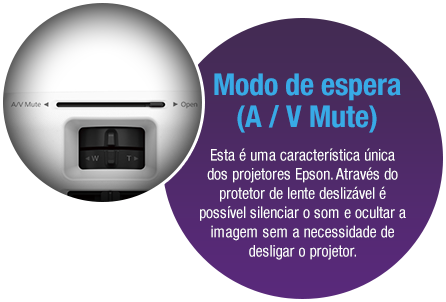 A/V Mute ◄ ► Open
◄ W T ►
Modo de espera
(A / V Mute)
Esta é uma característica única
dos projetores Epson. Através do
protetor de lente deslizável é
possível silenciar o som e ocultar a
imagem sem a necessidade de
desligar o projetor.